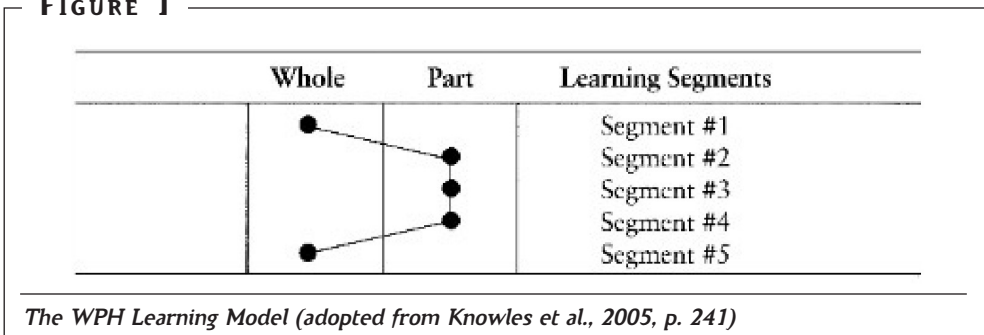 FIGURE 1
Whole Part Learning Segments
Segment #1
Segment #2
Segment #3
Segment #4
Segment #5
The WPH Learning Model (adopted from Knowles et al., 2005, p. 241)